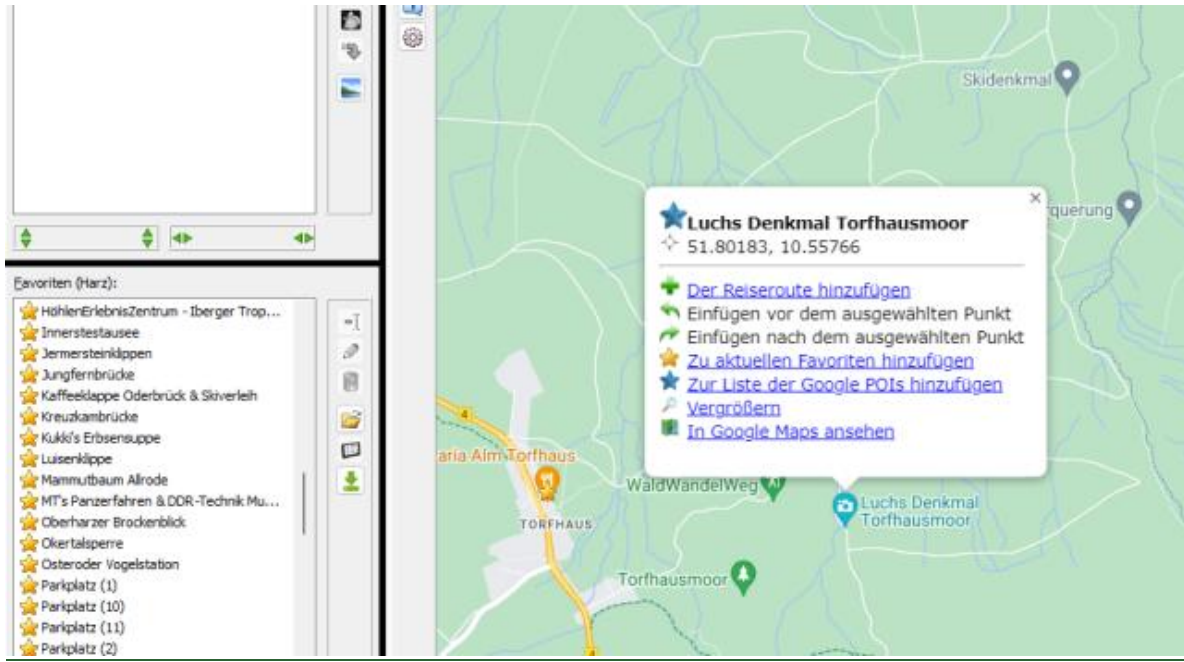 Favoriten (Harz):
HöhlenErlebnisZentrum - Iberger Trop...
Innerstestausee
Jermersteinklippen
Jungfernbrücke
Kaffeeklappe Oderbrück & Skiverleih
Kreuzkambrücke
Kukki's Erbsensuppe
Luisenklippe
Mammutbaum Allrode
MT's Panzerfahren & DDR-Technik Mu...
Oberharzer Brockenblick
Okertalsperre
Osteroder Vogelstation
Parkplatz (1)
Parkplatz (10)
Parkplatz (11)
Parkplatz (2)
Skidenkmal
querung
Luchs Denkmal Torfhausmoor
51.80183, 10.55766
Der Reiseroute hinzufügen
Einfügen vor dem ausgewählten Punkt
Einfügen nach dem ausgewählten Punkt
Zu aktuellen Favoriten hinzufügen
Zur Liste der Google POIs hinzufügen
Vergrößern
In Google Maps ansehen
4
aria Alm Torfhaus
WaldWandelWeg
TORFHAUS
Luchs Denkmal
Torfhausmoor
Torfhausmoor
4